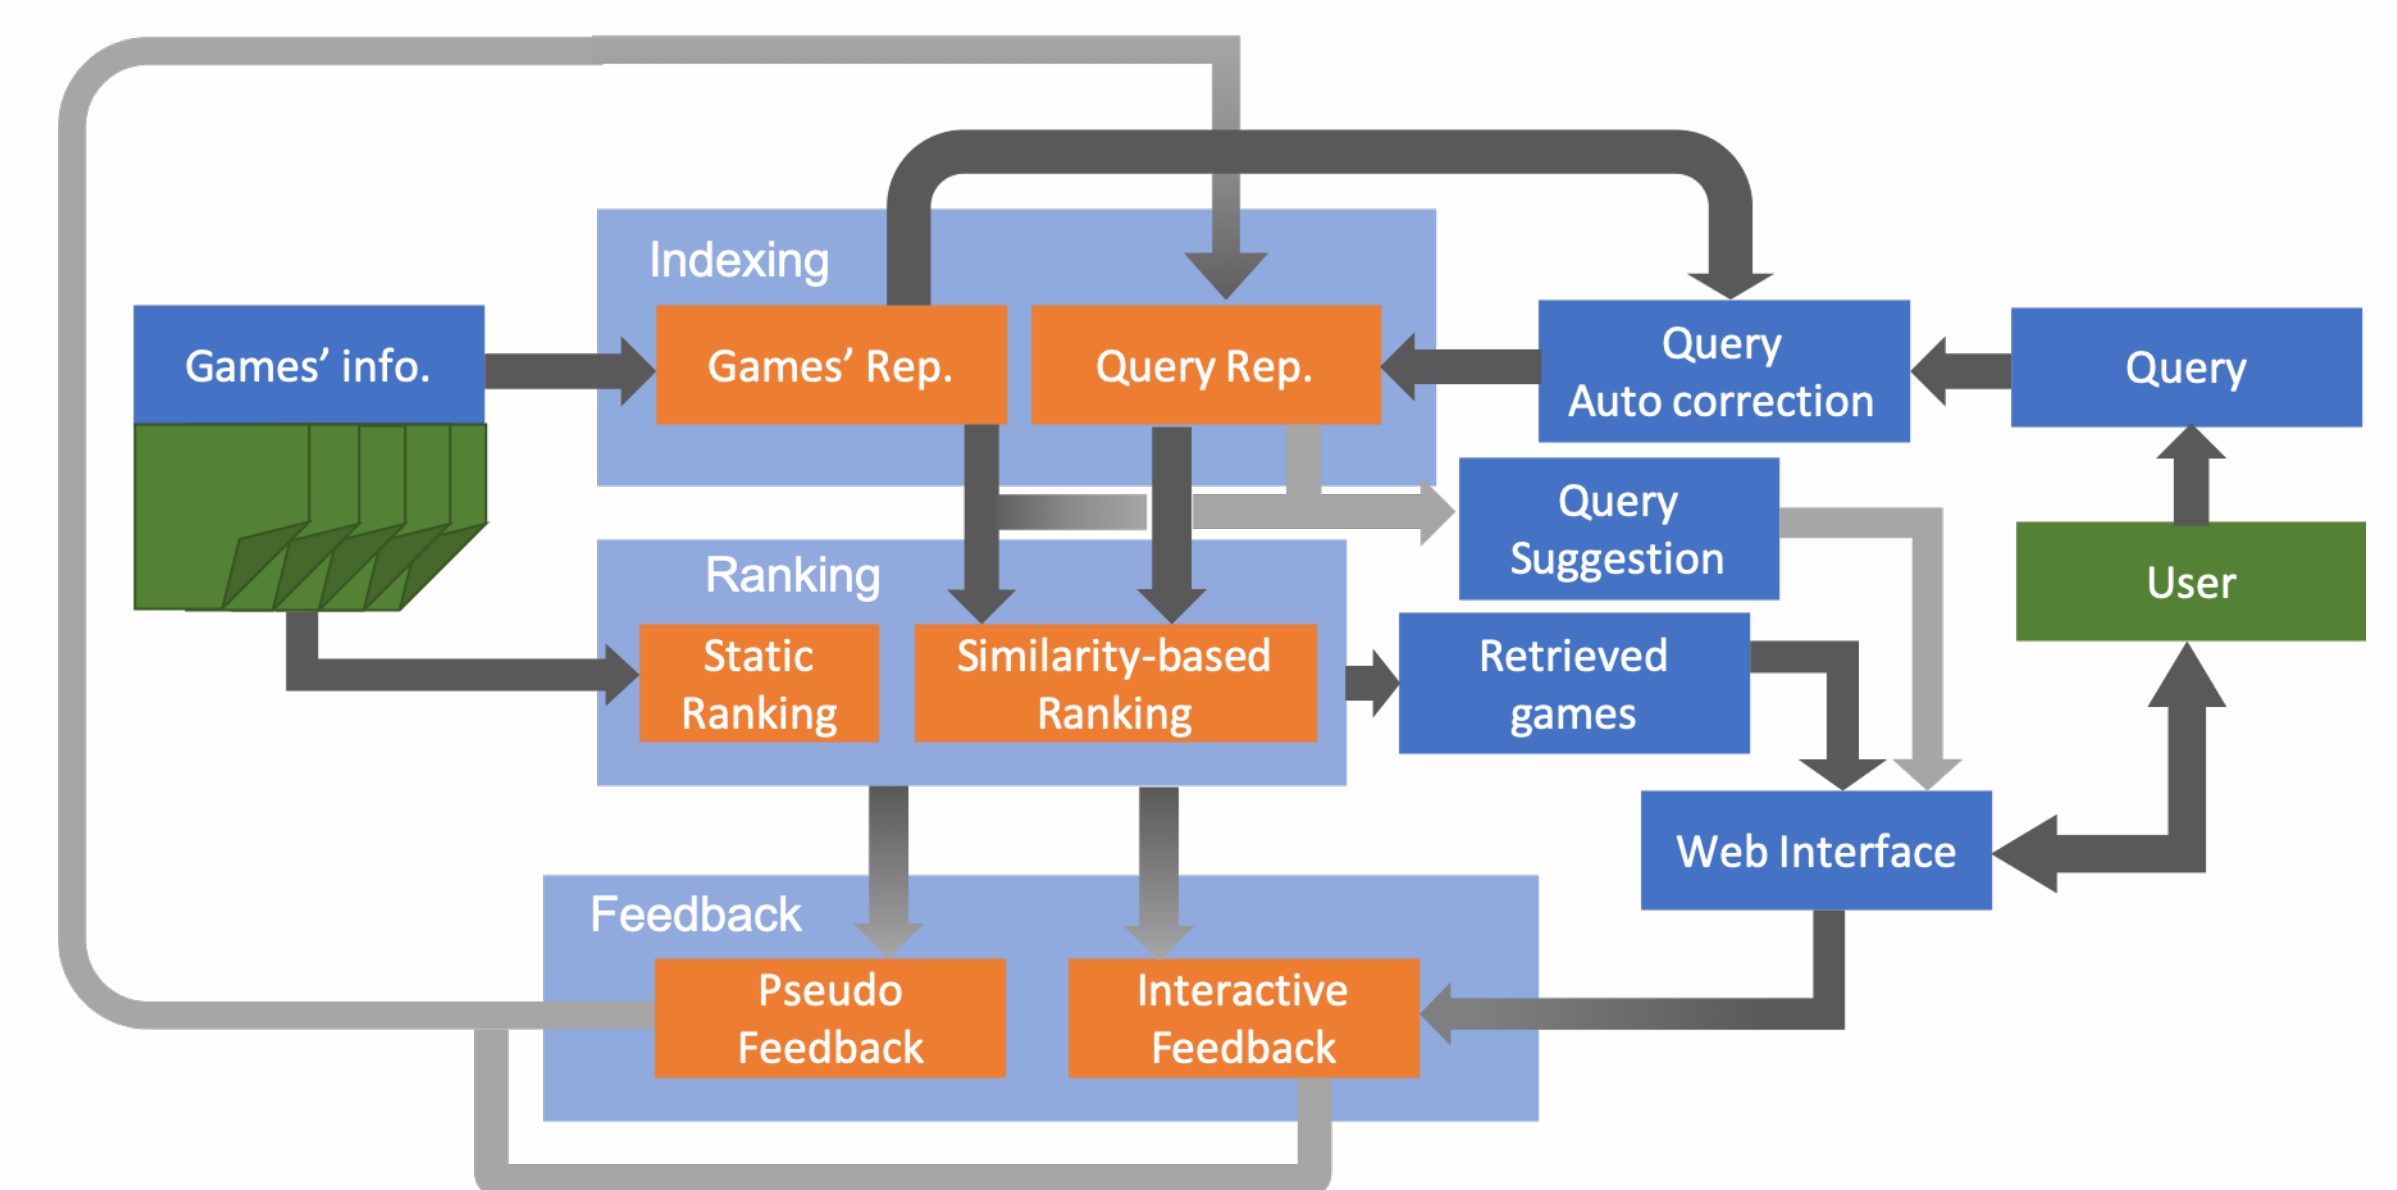 Indexing
Games' info.
Games' Rep.
Query Rep.
Query
Auto correction
Query
Query
Suggestion
User
Ranking
Static
Ranking
Similarity-based
Ranking
Retrieved
games
Web Interface
Feedback
Pseudo
Feedback
Interactive
Feedback